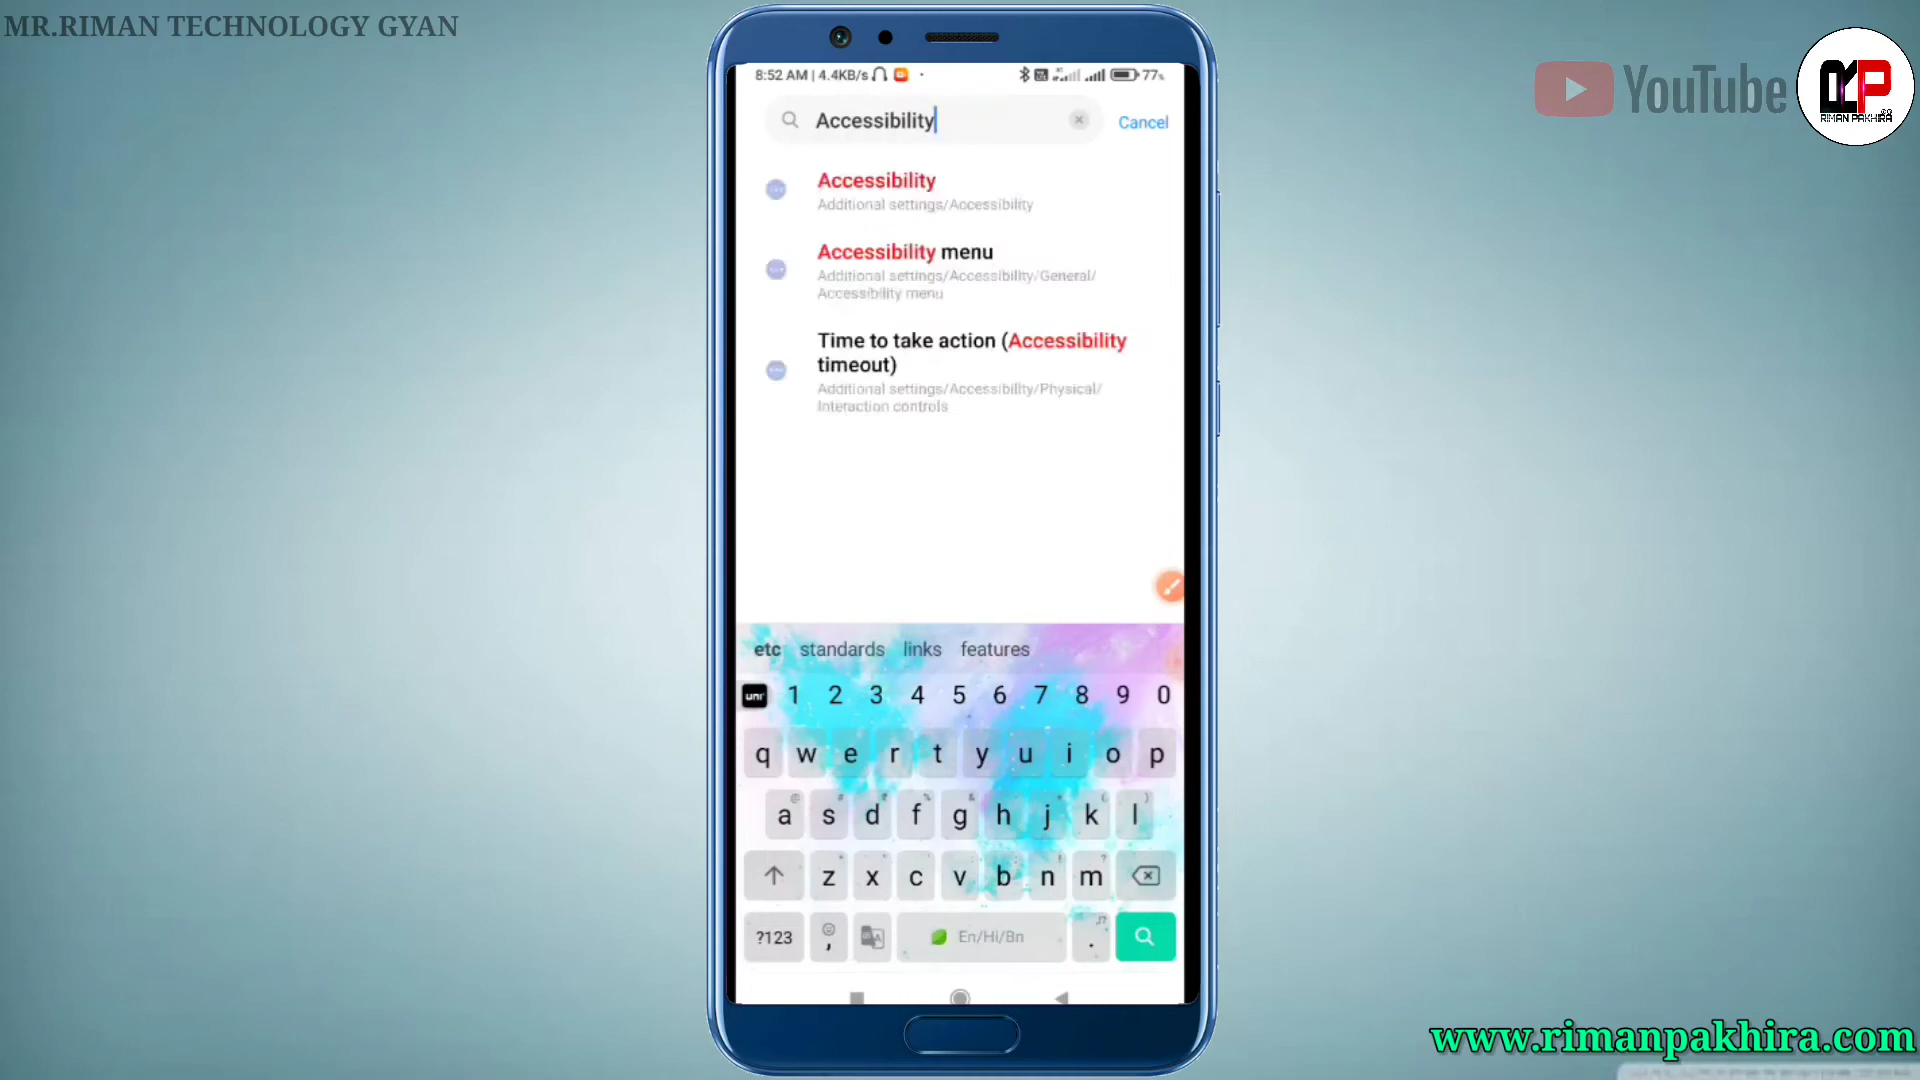 MR.RIMAN TECHNOLOGY GYAN
YouTube
RIMAN PAKHIRA
8:52 AM | 4.4KB/s
77%
Accessibility
Cancel
Accessibility
Additional settings/Accessibility
Accessibility menu
Additional settings/Accessibility/General/
Accessibility menu
Time to take action (Accessibility
timeout)
Additional settings/Accessibility/Physical/
Interaction controls
etc standards links features
uni 1 2 3 4 5 6 7 8 9 0
q w e r t y u i o p
a s d f g h j k l
z x c v b n m
?123 , En/Hi/Bn .
www.rimanpakhira.com